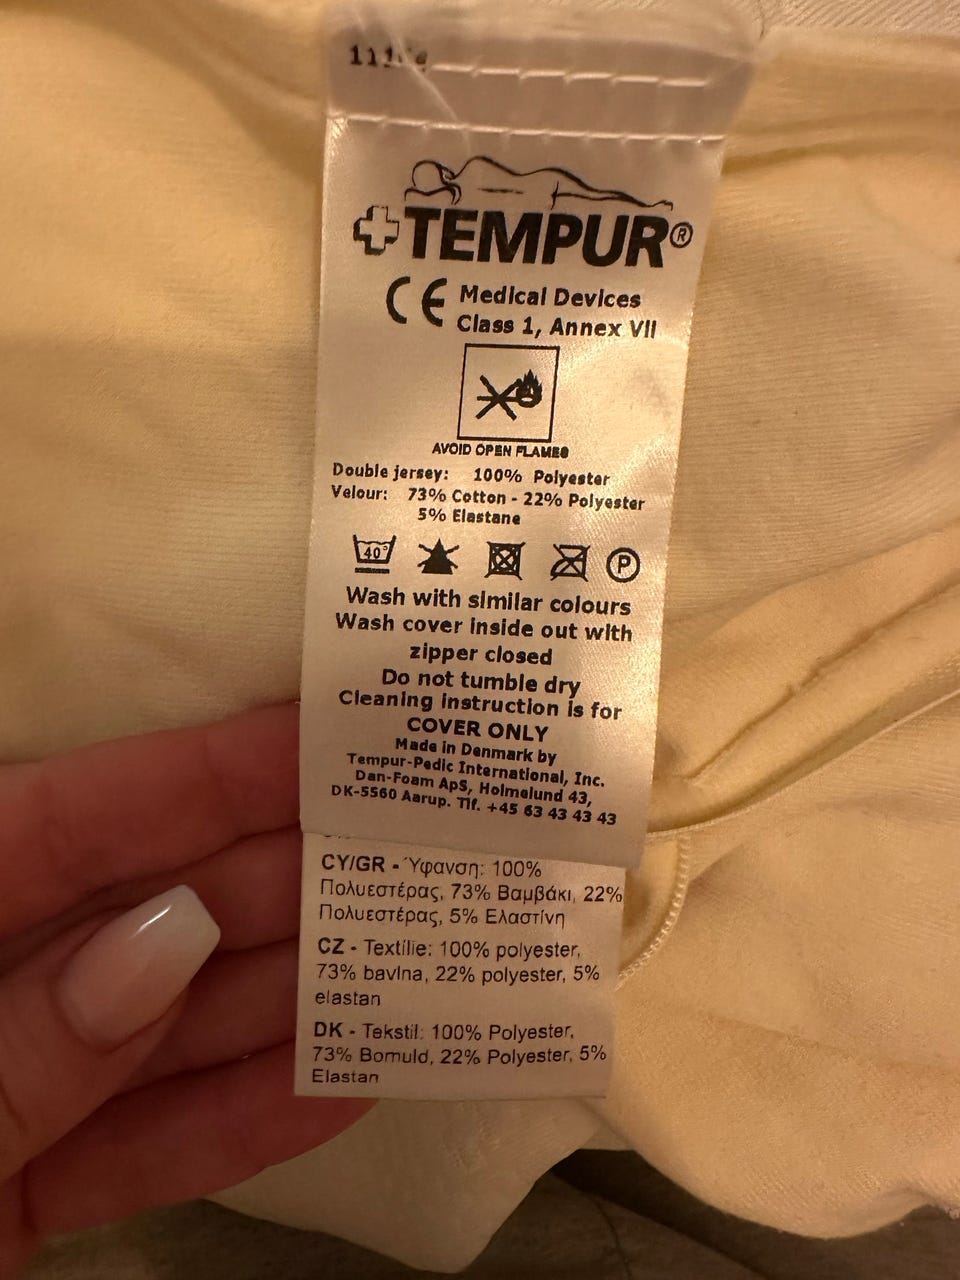 TEMPUR®
CE Medical Devices
Class 1, Annex VII
AVOID OPEN FLAMES
Double jersey: 100% Polyester
Velour: 73% Cotton - 22% Polyester
5% Elastane
40° P
Wash with similar colours
Wash cover inside out with
zipper closed
Do not tumble dry
Cleaning instruction is for
COVER ONLY
Made in Denmark by
Tempur-Pedic International, Inc.
Dan-Foam ApS, Holmelund 43,
DK-5560 Aarup. Tlf. +45 63 43 43 43
CY/GR - Ύφανση: 100%
Πολυεστέρας, 73% Βαμβάκι, 22%
Πολυεστέρας, 5% Ελαστίνη
CZ - Textílie: 100% polyester,
73% bavlna, 22% polyester, 5%
elastan
DK - Tekstil: 100% Polyester,
73% Bomuld, 22% Polyester, 5%
Elastan